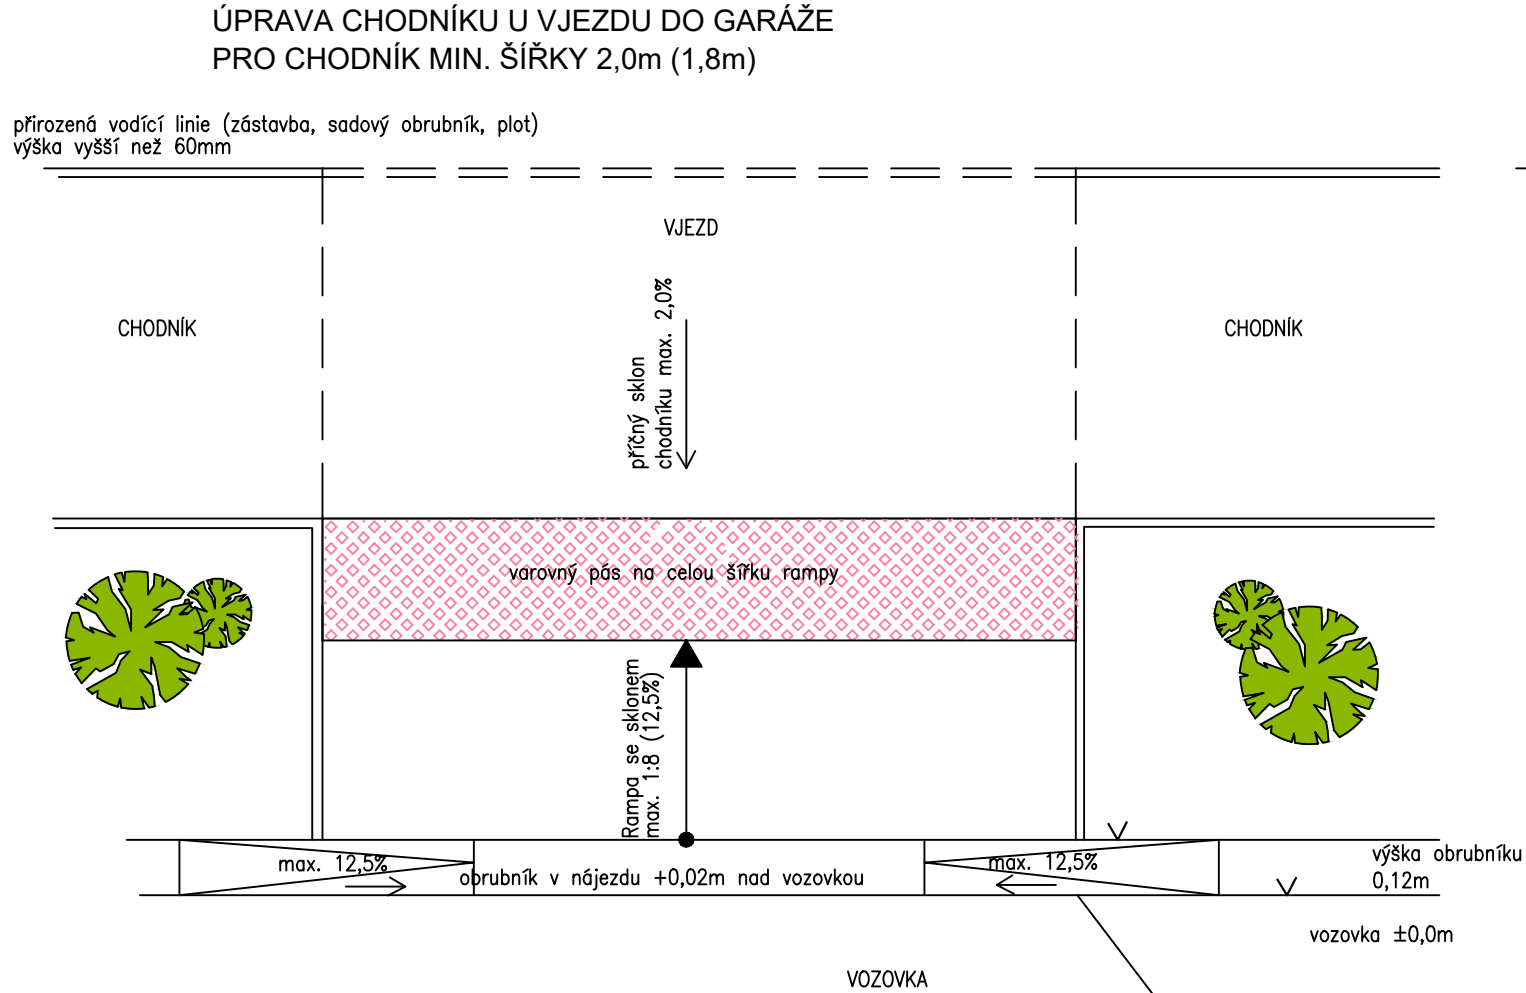 ÚPRAVA CHODNÍKU U VJEZDU DO GARÁŽE
PRO CHODNÍK MIN. ŠÍŘKY 2,0m (1,8m)
přirozená vodící linie (zástavba, sadový obrubník, plot)
výška vyšší než 60mm
VJEZD
CHODNÍK
příčný sklon
chodníku max. 2,0%
CHODNÍK
varovný pás na celou šířku rampy
Rampa se sklonem
max. 1:8 (12,5%)
max. 12,5%
obrubník v nájezdu +0,02m nad vozovkou
max. 12,5%
výška obrubníku
0,12m
vozovka ±0,0m
VOZOVKA